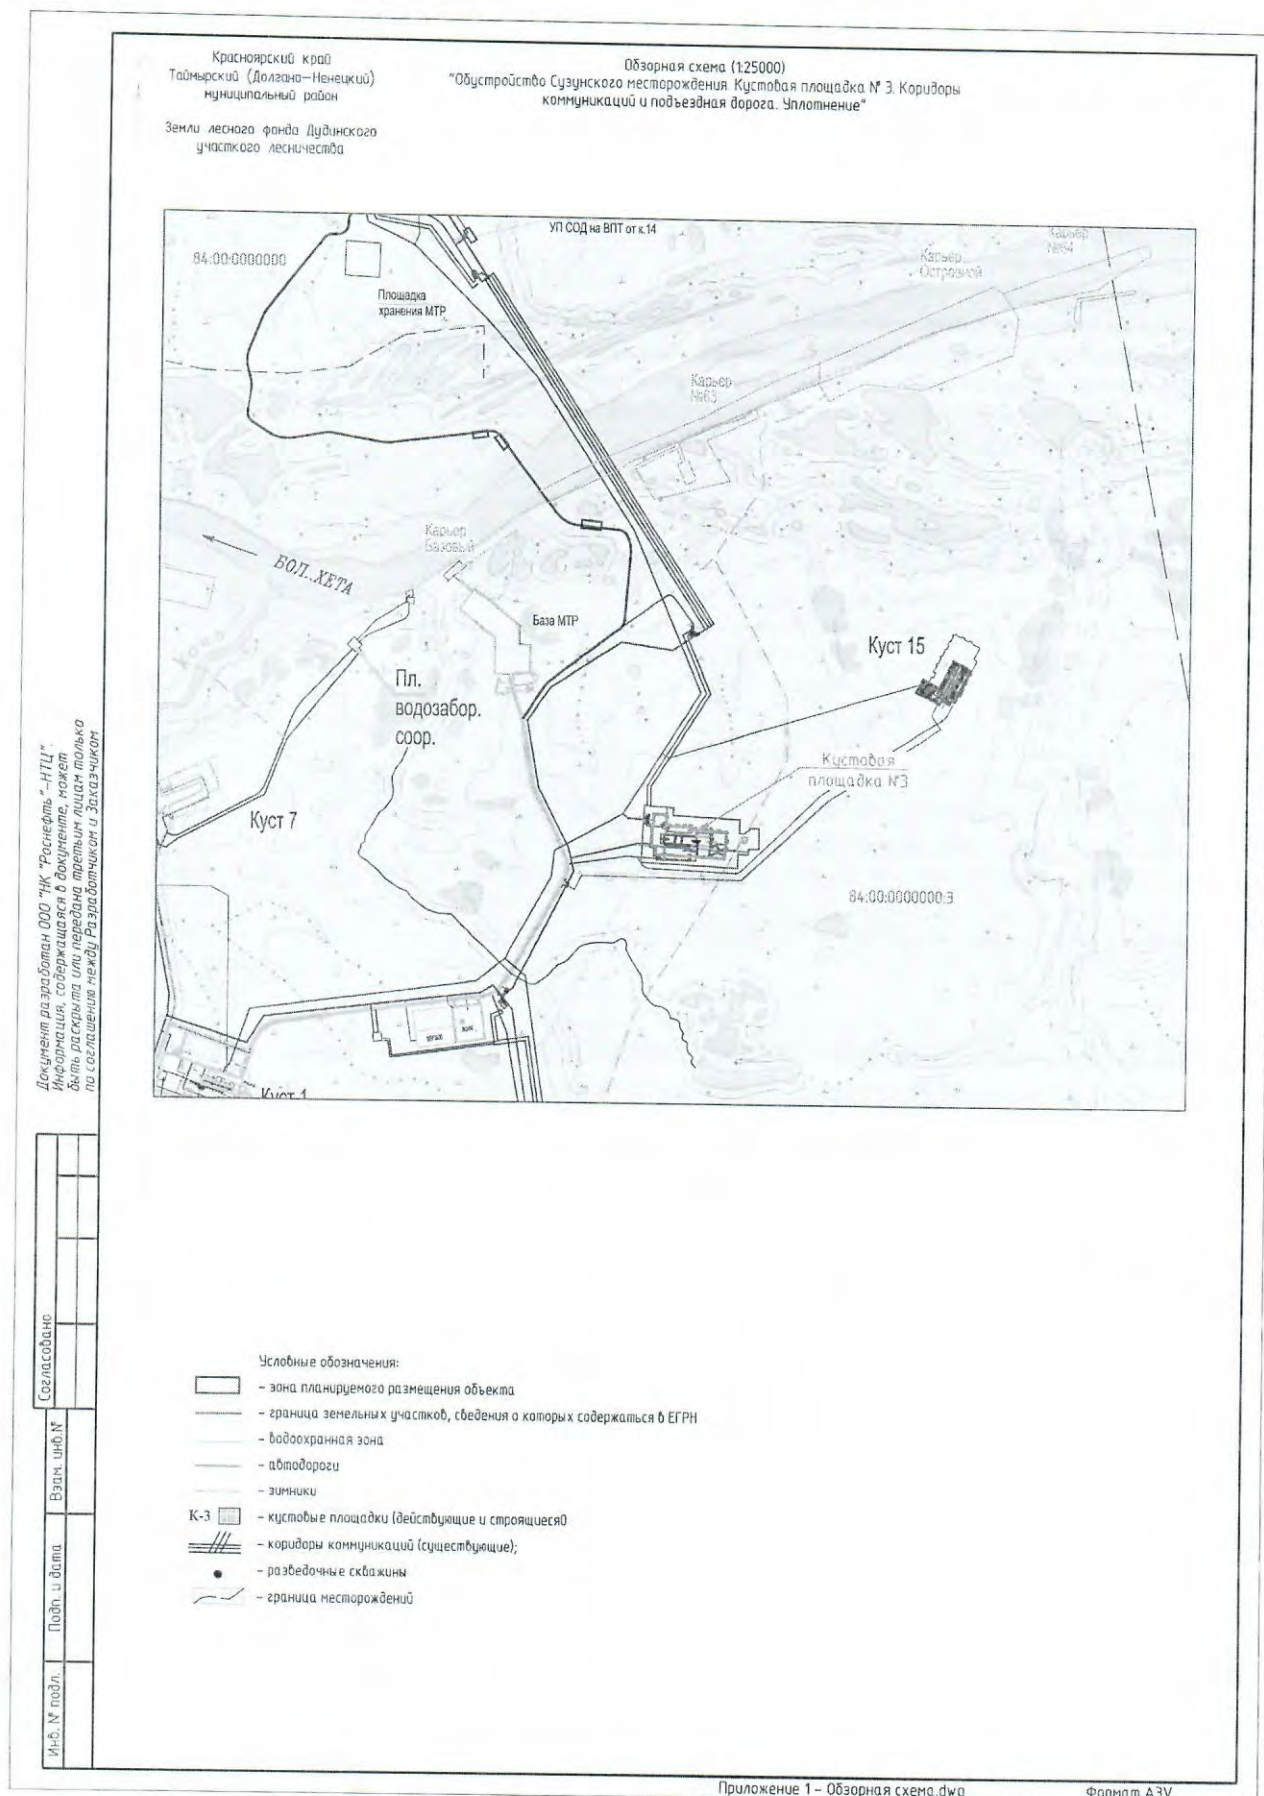 Красноярский край
Таймырский (Долгано-Ненецкий)
муниципальный район
Земли лесного фонда Дудинского
участкого лесничества
Обзорная схема (1:25000)
"Обустройство Сузунского месторождения. Кустовая площадка № 3. Коридоры
коммуникаций и подъездная дорога. Уплотнение"
УП СОД на ВПТ от к.14
84:00:0000000
Площадка
хранения МТР
Карьер
Островной
Карьер
№64
Карьер
№63
Карьер
Базовый
БОЛ. ХЕТА
База МТР
Куст 15
Пл.
водозабор.
соор.
Кустовая
площадка №3
Куст 7
84:00:0000000:3
Куст 1
Документ разработан ООО "НК "Роснефть"-НТЦ".
Информация, содержащаяся в документе, может
быть раскрыта или передана третьим лицам только
по соглашению между Разработчиком и Заказчиком
Согласовано
Взам. инв.№
Подп. и дата
Инв. № подл.
Условные обозначения:
- зона планируемого размещения объекта
- граница земельных участков, сведения о которых содержаться в ЕГРН
- водоохранная зона
- автодороги
- зимники
К-3 - кустовые площадки (действующие и строящиеся0
- коридоры коммуникаций (существующие);
- разведочные скважины
- граница месторождений
Приложение 1 - Обзорная схема.dwg
Формат А3V